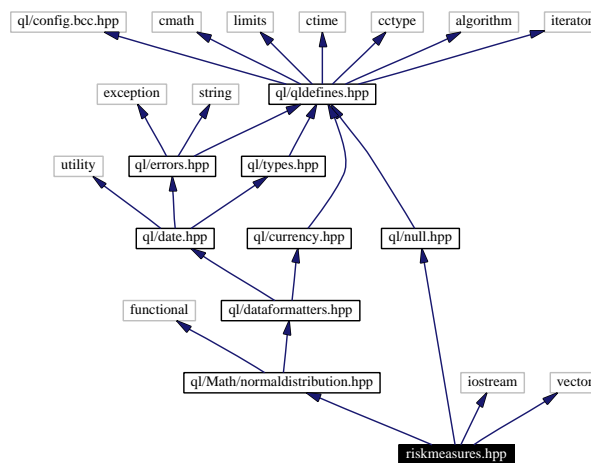 ql/config.bcc.hpp
cmath
limits
ctime
cctype
algorithm
iterator
exception
string
ql/qldefines.hpp
utility
ql/errors.hpp
ql/types.hpp
ql/date.hpp
ql/currency.hpp
ql/null.hpp
functional
ql/dataformatters.hpp
ql/Math/normaldistribution.hpp
iostream
vector
riskmeasures.hpp